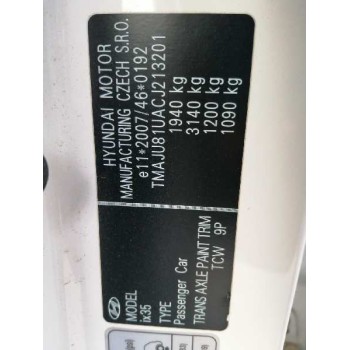 HYUNDAI MOTOR
MANUFACTURING CZECH S.R.O.
e11*2007/46*0192
TMAJU81UACJ213201
1940 kg
3140 kg
1200 kg
1090 kg
MODEL
ix35
TYPE
Passenger Car
TRANS AXLE PAINT TRIM
TCW 9P